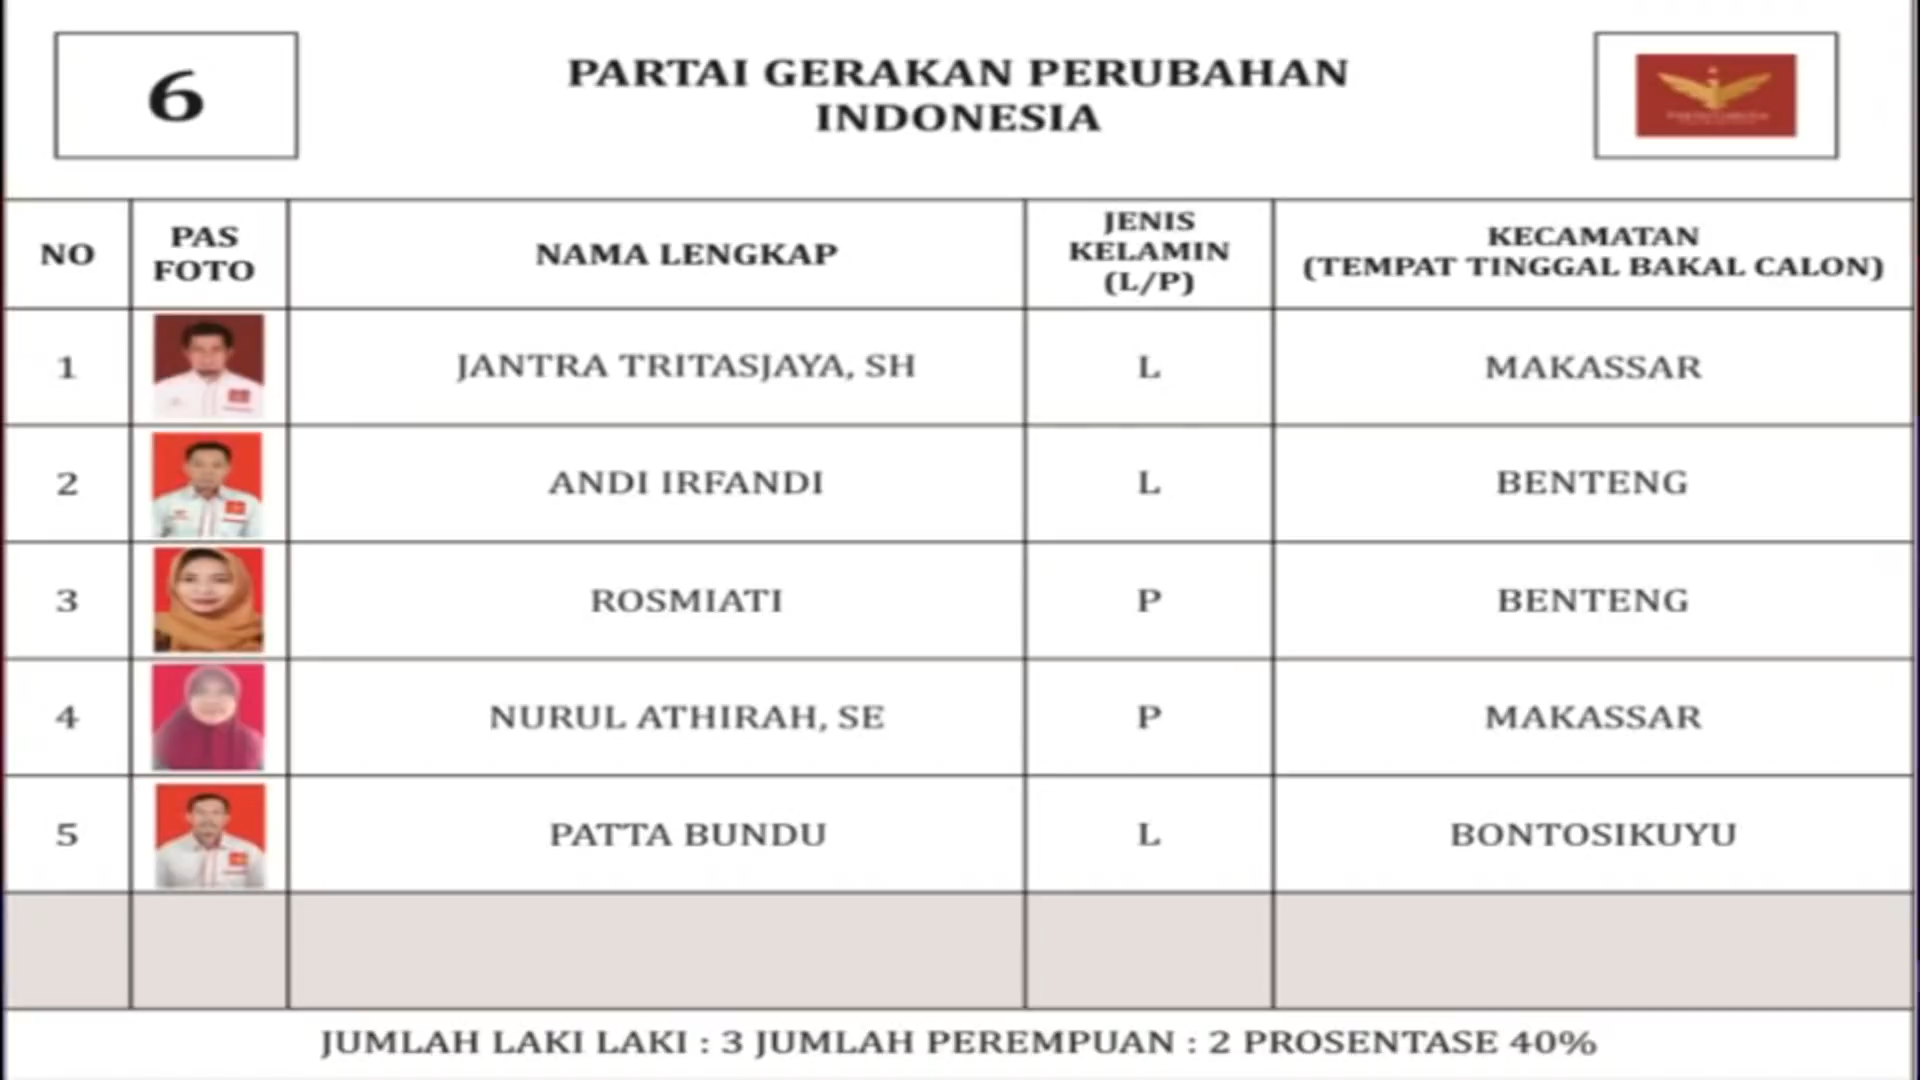 6
PARTAI GERAKAN PERUBAHAN
INDONESIA
NO
PAS
FOTO
NAMA LENGKAP
JENIS
KELAMIN
(L/P)
KECAMATAN
(TEMPAT TINGGAL BAKAL CALON)
1 JANTRA TRITASJAYA, SH L MAKASSAR
2 ANDI IRFANDI L BENTENG
3 ROSMIATI P BENTENG
4 NURUL ATHIRAH, SE P MAKASSAR
5 PATTA BUNDU L BONTOSIKUYU
JUMLAH LAKI LAKI : 3 JUMLAH PEREMPUAN : 2 PROSENTASE 40%